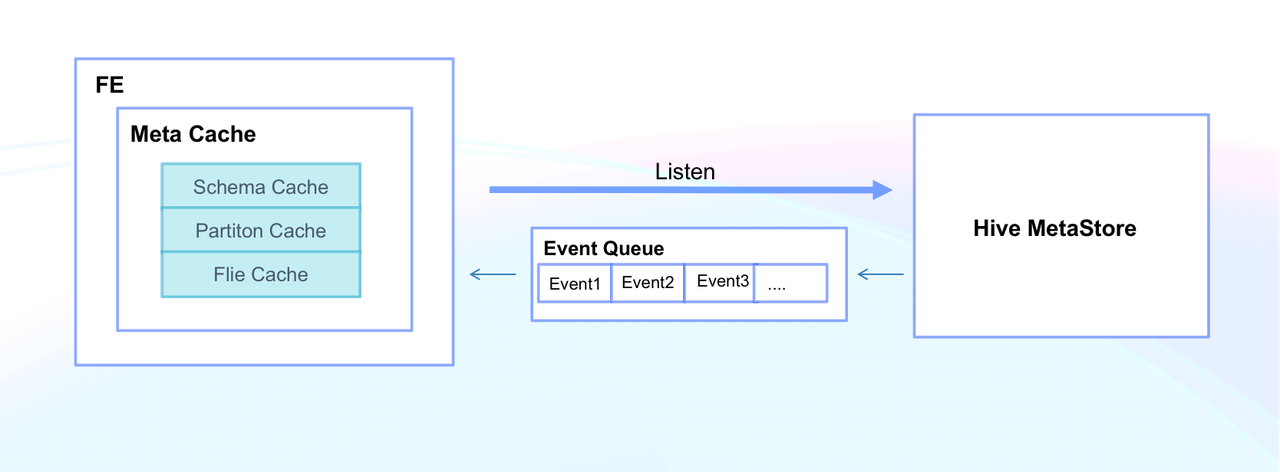 FE
Meta Cache
Schema Cache
Partiton Cache
Flie Cache
Listen
Event Queue
Event1 Event2 Event3 ....
Hive MetaStore